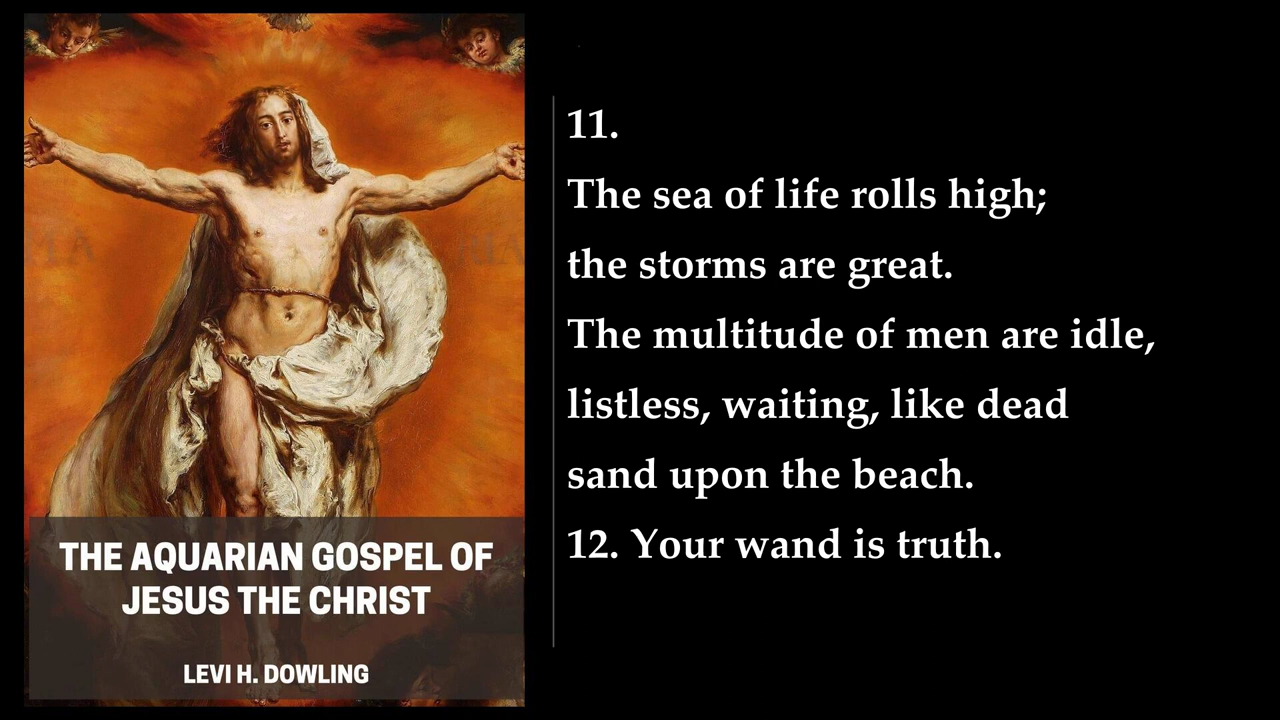 THE AQUARIAN GOSPEL OF
JESUS THE CHRIST
LEVI H. DOWLING
11.
The sea of life rolls high;
the storms are great.
The multitude of men are idle,
listless, waiting, like dead
sand upon the beach.
12. Your wand is truth.